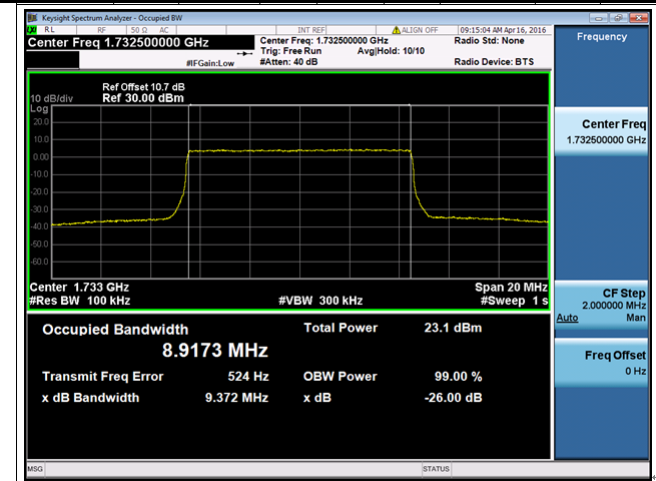 Keysight Spectrum Analyzer - Occupied BW
RL RF 50 Ω AC INT REF ALIGN OFF 09:15:04 AM Apr 16, 2016
Center Freq 1.732500000 GHz
Center Freq: 1.732500000 GHz
Radio Std: None
Trig: Free Run Avg|Hold: 10/10
#IFGain:Low
#Atten: 40 dB
Radio Device: BTS
Frequency
Ref Offset 10.7 dB
10 dB/div Ref 30.00 dBm
Log
20.0
10.0
0.00
-10.0
-20.0
-30.0
-40.0
-50.0
-60.0
Center Freq
1.732500000 GHz
Center 1.733 GHz
Span 20 MHz
#Res BW 100 kHz
#VBW 300 kHz
#Sweep 1 s
CF Step
2.000000 MHz
Auto Man
Freq Offset
0 Hz
Occupied Bandwidth
Total Power 23.1 dBm
8.9173 MHz
Transmit Freq Error 524 Hz OBW Power 99.00 %
x dB Bandwidth 9.372 MHz x dB -26.00 dB
MSG
STATUS